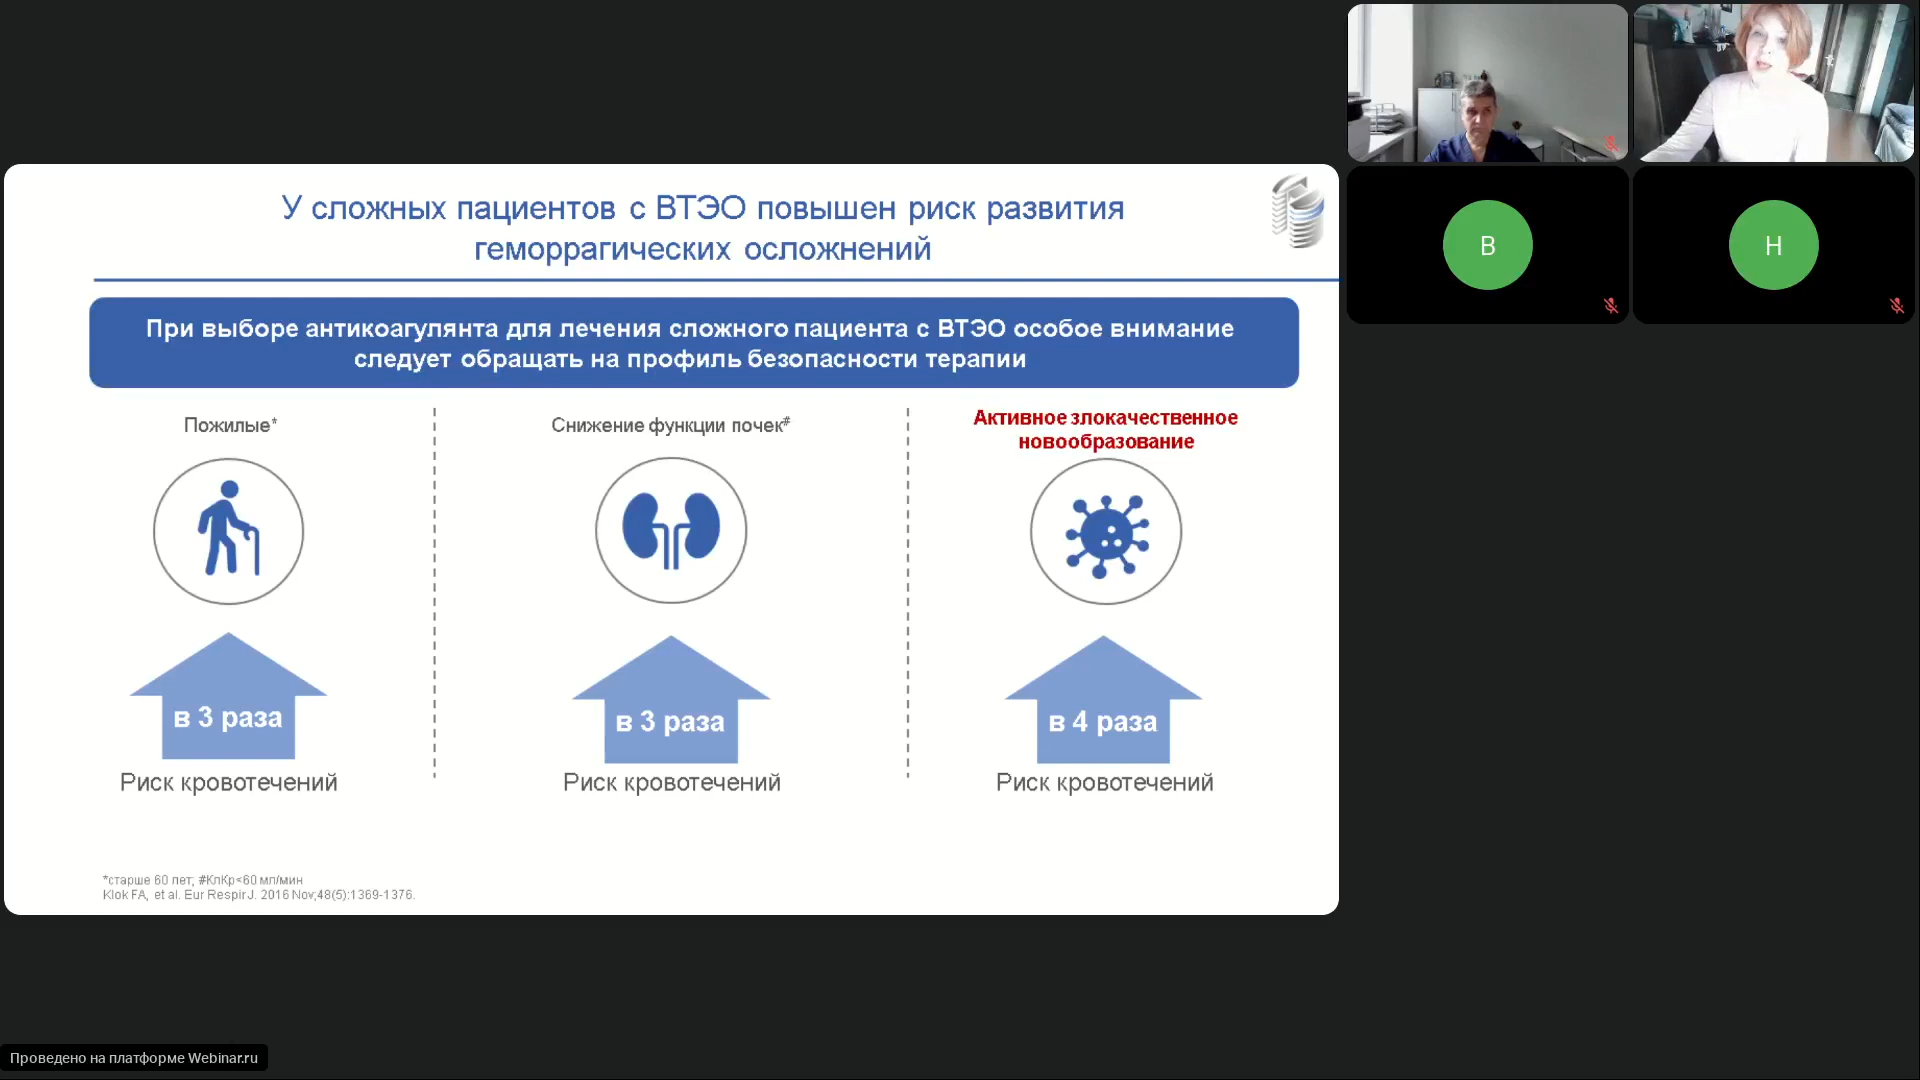 У сложных пациентов с ВТЭО повышен риск развития
геморрагических осложнений
При выборе антикоагулянта для лечения сложного пациента с ВТЭО особое внимание
следует обращать на профиль безопасности терапии
Пожилые*
Снижение функции почек#
Активное злокачественное
новообразование
в 3 раза
в 3 раза
в 4 раза
Риск кровотечений
Риск кровотечений
Риск кровотечений
*старше 60 лет; #КлКр<60 мл/мин
Klok FA, et al. Eur Respir J. 2016 Nov;48(5):1369-1376.
В
Н
Проведено на платформе Webinar.ru